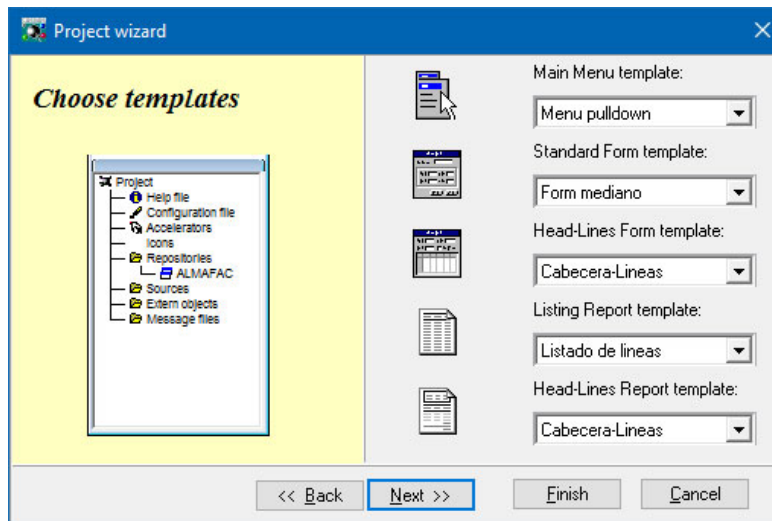 Project wizard
Choose templates
Project
Help file
Configuration file
Accelerators
Icons
Repositories
ALMAFAC
Sources
Extern objects
Message files
Main Menu template:
Menu pulldown
Standard Form template:
Form mediano
Head-Lines Form template:
Cabecera-Lineas
Listing Report template:
Listado de lineas
Head-Lines Report template:
Cabecera-Lineas
<< Back Next >> Finish Cancel